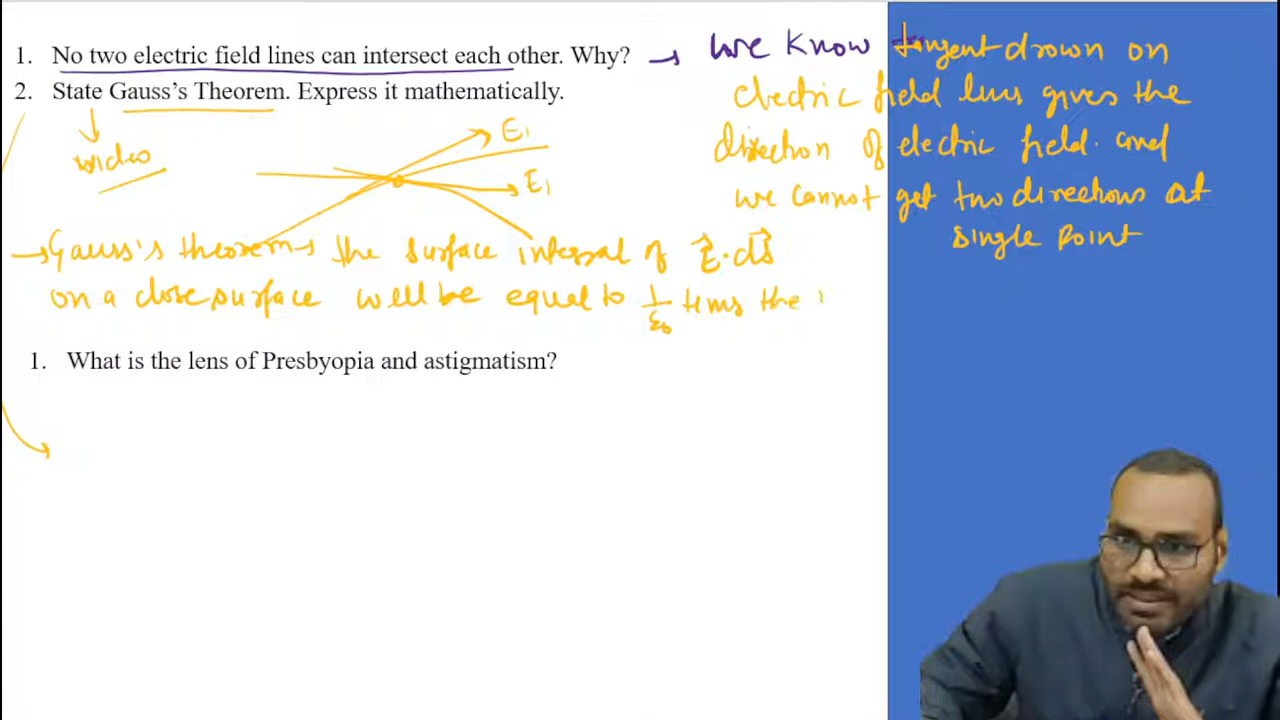 1. No two electric field lines can intersect each other. Why? → We know tangent drown on
2. State Gauss's Theorem. Express it mathematically.
electric field lines gives the
direction of electric field. and
we cannot get two directions at
single point
video
E1
E1
→ Gauss's theorem → the surface integral of E⃗.dS⃗
on a close surface will be equal to 1/ε0 tims the
1. What is the lens of Presbyopia and astigmatism?